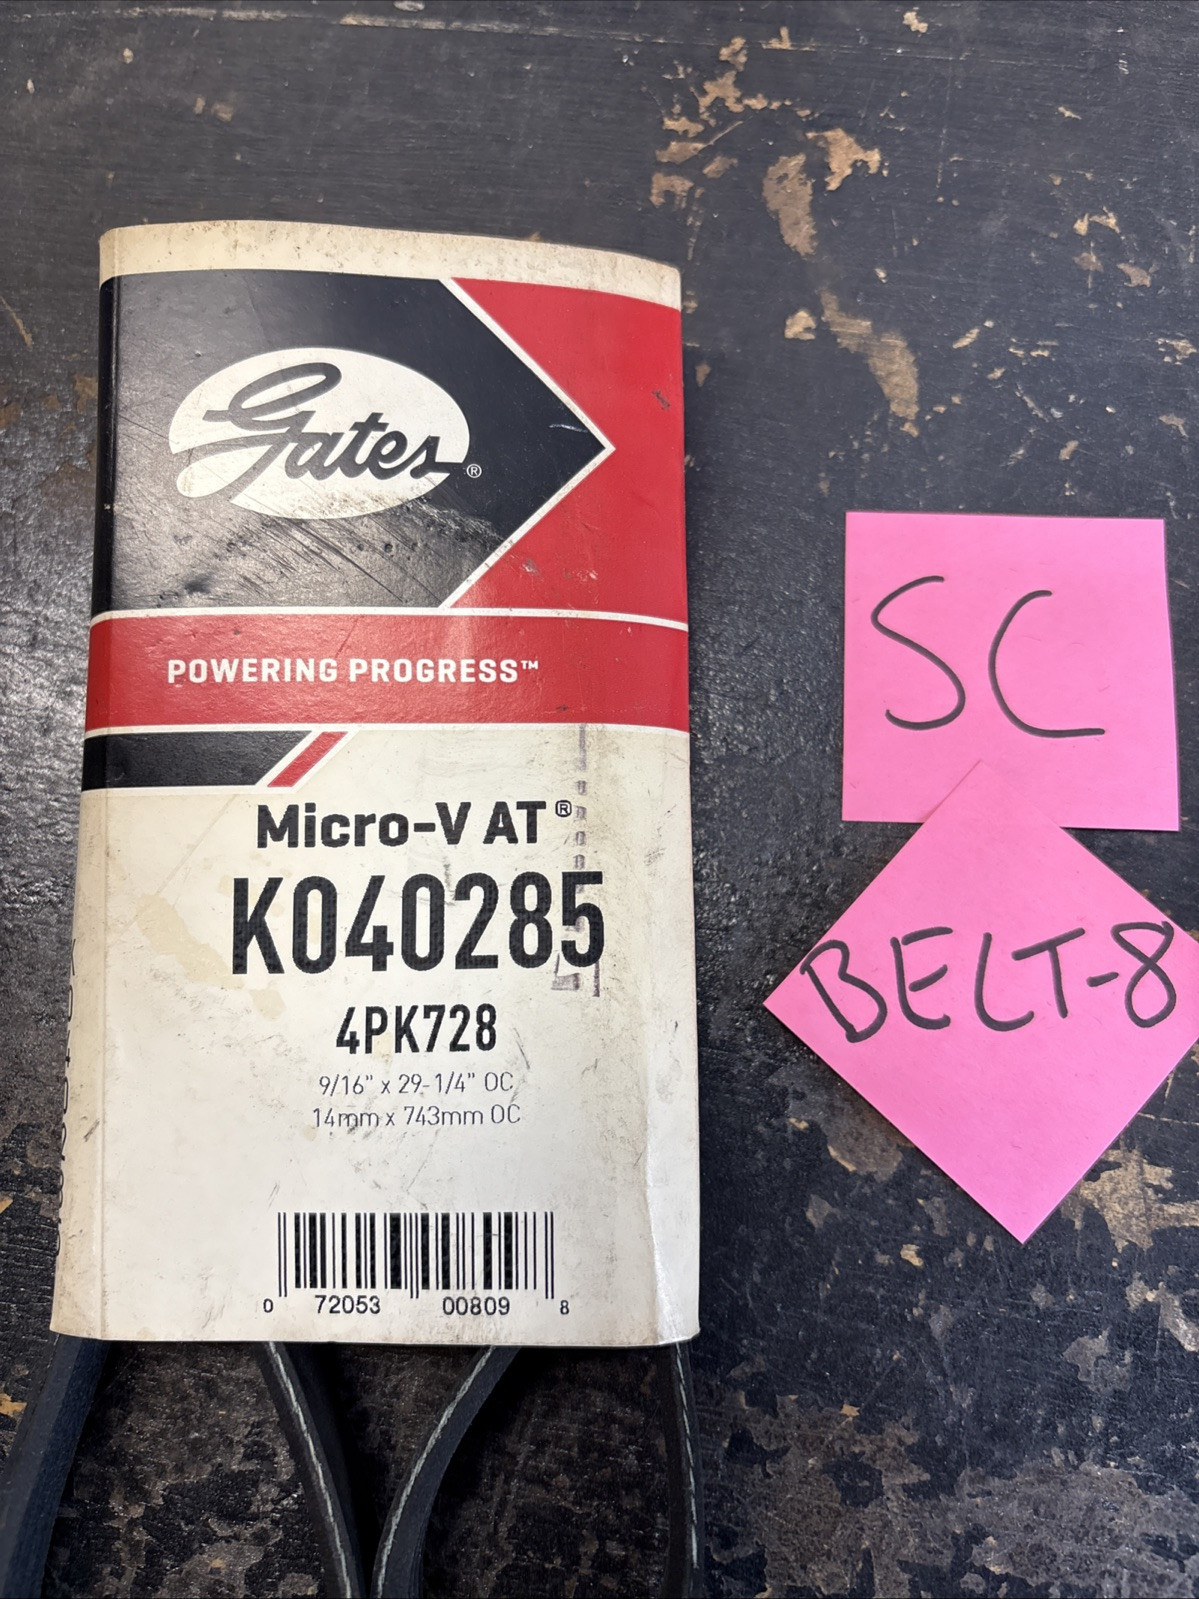 Gates®
POWERING PROGRESS™
Micro-V AT®
K040285
4PK728
9/16" x 29-1/4" OC
14mm x 743mm OC
0 72053 00809 8
SC
BELT-8